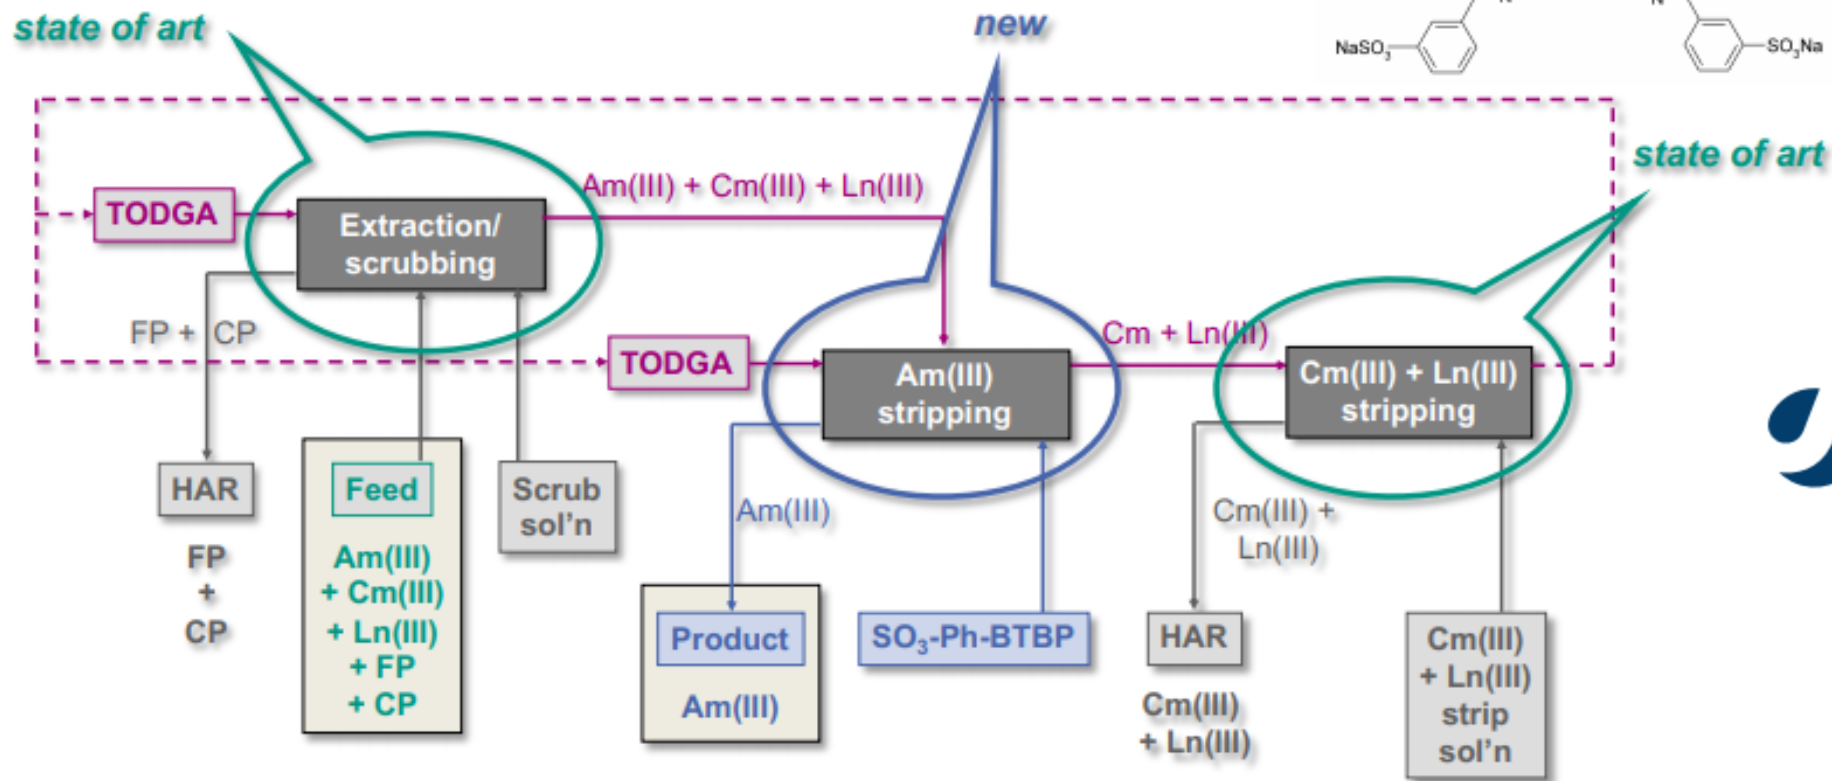 state of art
new
N
N
NaSO3
SO3Na
state of art
Am(III) + Cm(III) + Ln(III)
TODGA
Extraction/
scrubbing
FP + CP
TODGA
Am(III)
stripping
Cm + Ln(III)
Cm(III) + Ln(III)
stripping
HAR
FP
+
CP
Feed
Am(III)
+ Cm(III)
+ Ln(III)
+ FP
+ CP
Scrub
sol'n
Am(III)
Product
Am(III)
SO3-Ph-BTBP
Cm(III) +
Ln(III)
HAR
Cm(III)
+ Ln(III)
Cm(III)
+ Ln(III)
strip
sol'n